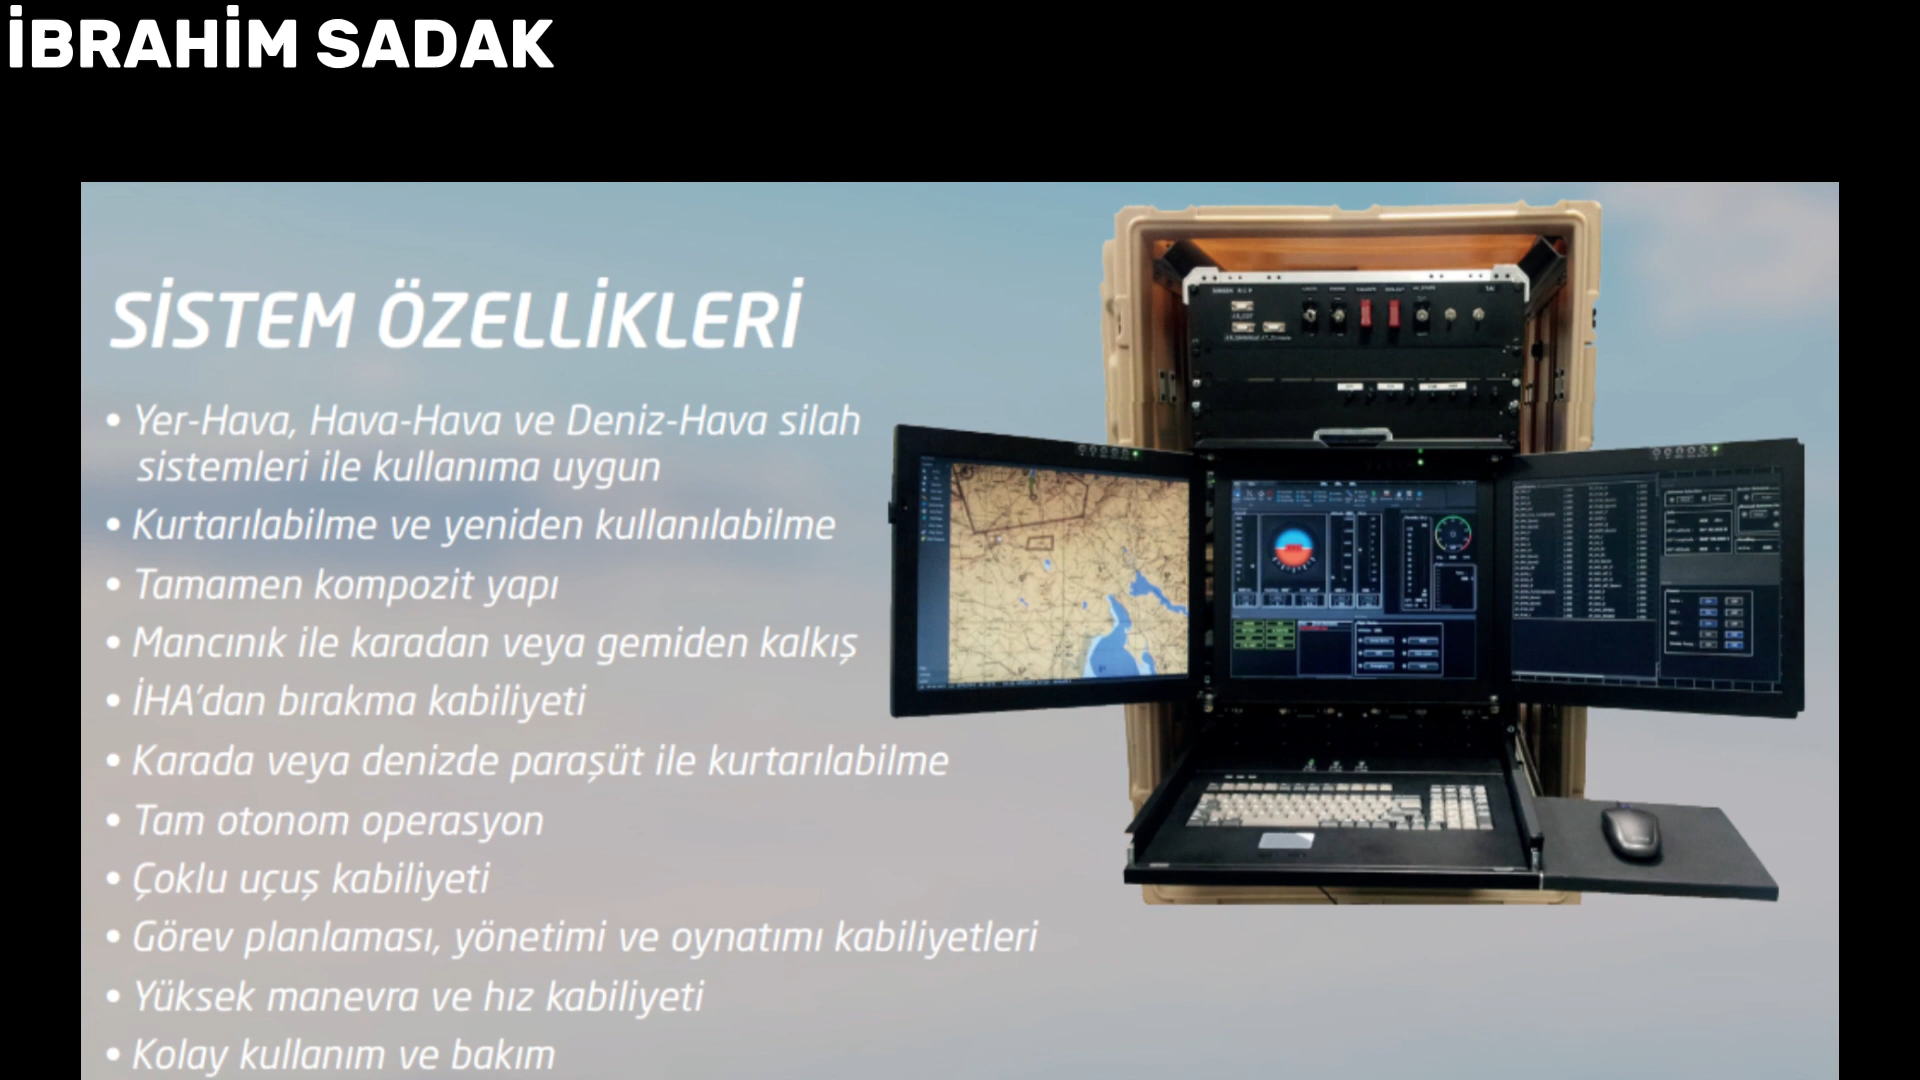 İBRAHİM SADAK
SİSTEM ÖZELLİKLERİ
• Yer-Hava, Hava-Hava ve Deniz-Hava silah
sistemleri ile kullanıma uygun
• Kurtarılabilme ve yeniden kullanılabilme
• Tamamen kompozit yapı
• Mancınık ile karadan veya gemiden kalkış
• İHA’dan bırakma kabiliyeti
• Karada veya denizde paraşüt ile kurtarılabilme
• Tam otonom operasyon
• Çoklu uçuş kabiliyeti
• Görev planlaması, yönetimi ve oynatımı kabiliyetleri
• Yüksek manevra ve hız kabiliyeti
• Kolay kullanım ve bakım